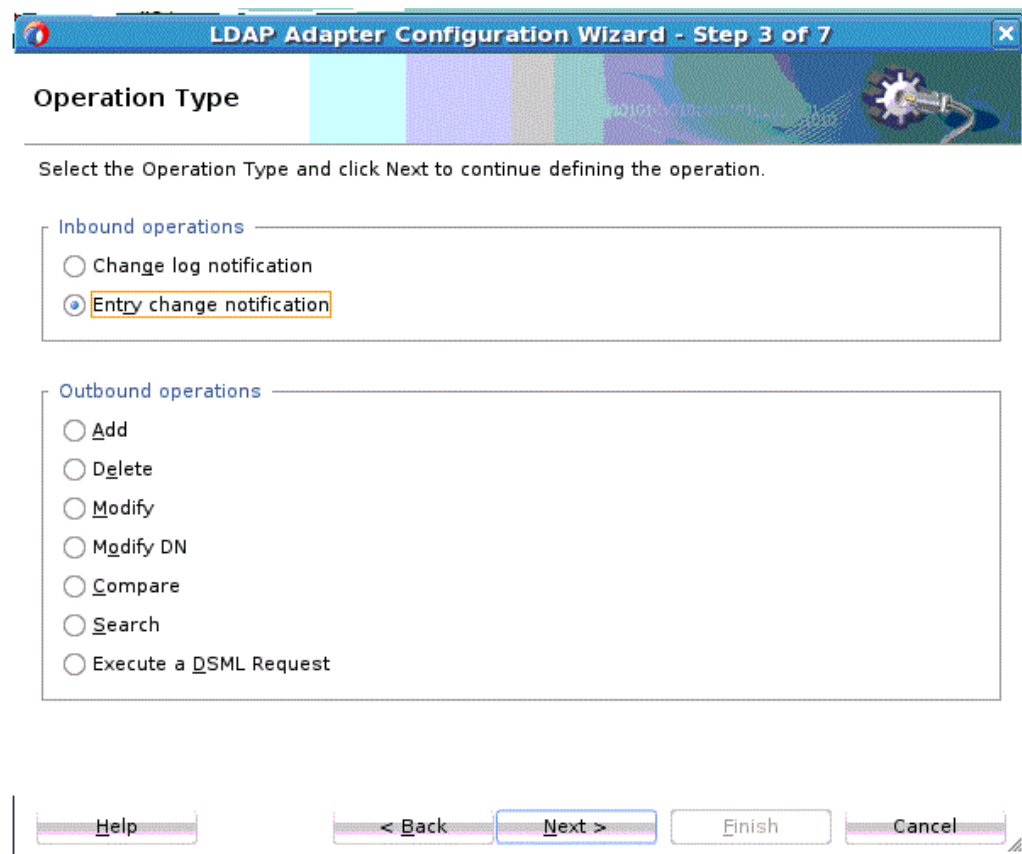 LDAP Adapter Configuration Wizard - Step 3 of 7
Operation Type
Select the Operation Type and click Next to continue defining the operation.
Inbound operations
Change log notification
Entry change notification
Outbound operations
Add
Delete
Modify
Modify DN
Compare
Search
Execute a DSML Request
Help < Back Next > Finish Cancel